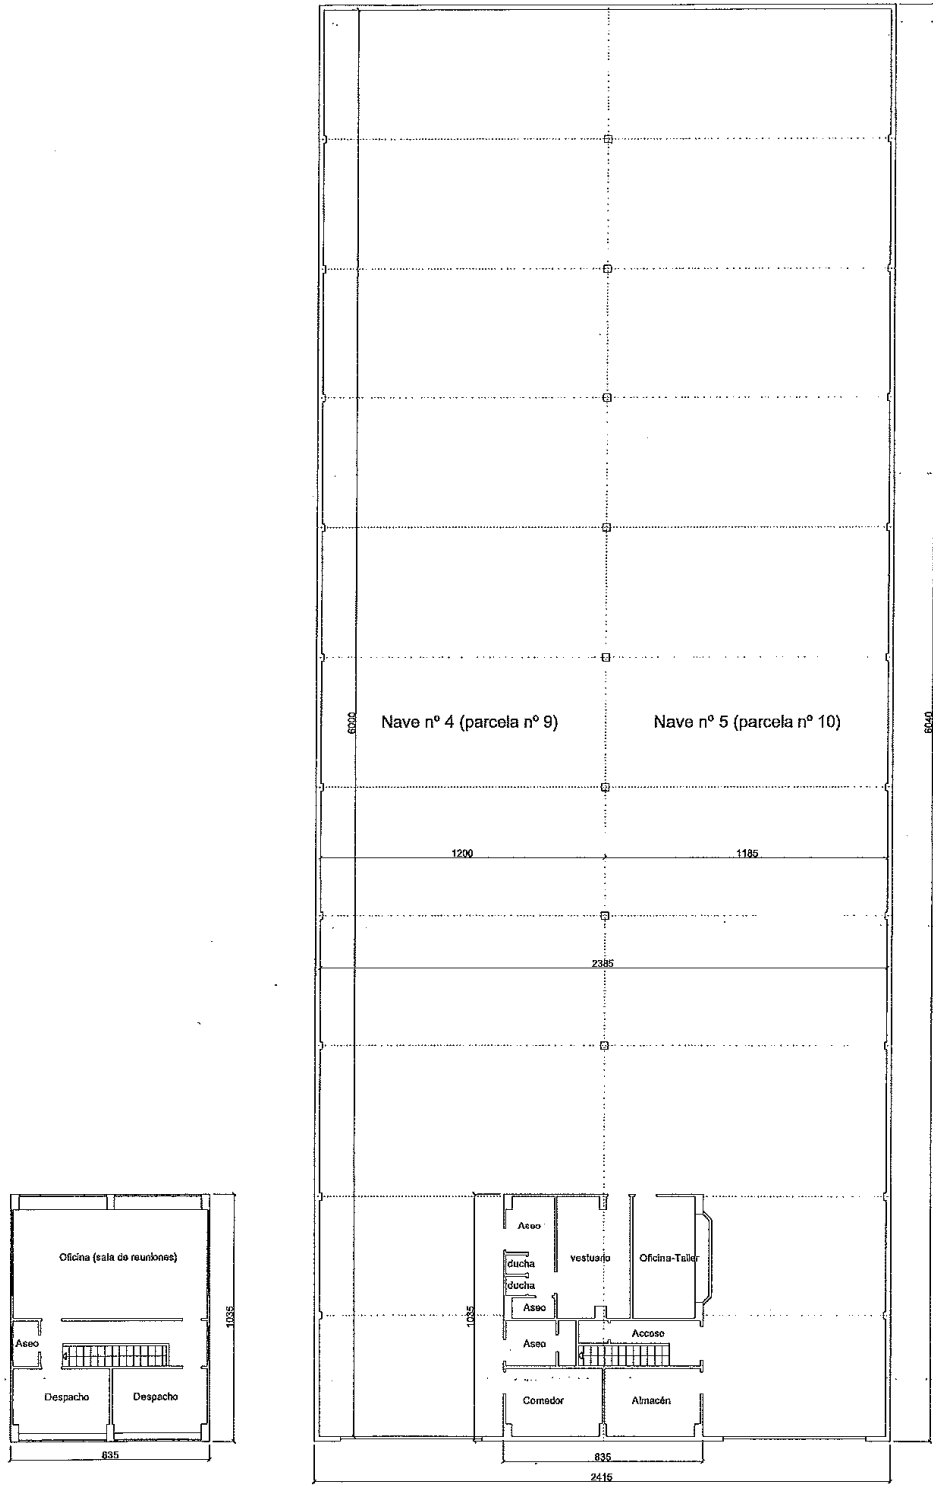 6000
Nave nº 4 (parcela nº 9)
Nave nº 5 (parcela nº 10)
6040
1200
1185
2385
Oficina (sala de reuniones)
Aseo
Despacho
Despacho
1035
835
1035
Aseo
ducha
ducha
Aseo
vestuario
Oficina-Taller
Aseo
Acceso
Comedor
Almacén
835
2415